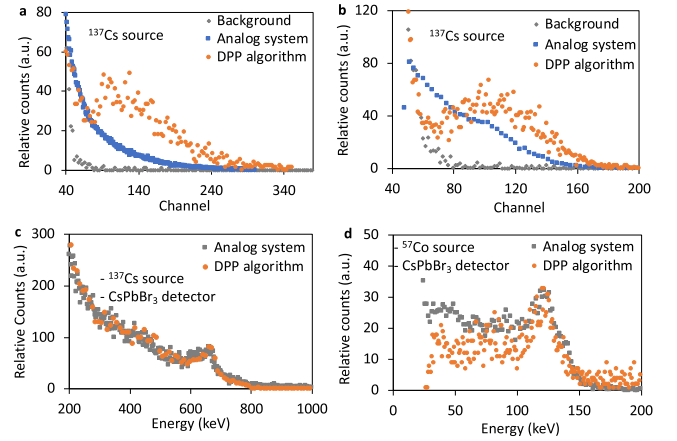 a
80
60
40
20
0
Relative counts (a.u.)
¹³⁷Cs source
Background
Analog system
DPP algorithm
40 140 240 340
Channel
b
120
80
40
0
Relative counts (a.u.)
¹³⁷Cs source
Background
Analog system
DPP algorithm
40 80 120 160 200
Channel
c
300
200
100
0
Relative Counts (a.u.)
Analog system
DPP algorithm
- ¹³⁷Cs source
- CsPbBr₃ detector
200 400 600 800 1000
Energy (keV)
d
50
40
30
20
10
0
Relative counts (a.u.)
- ⁵⁷Co source
- CsPbBr₃ detector
Analog system
DPP algorithm
0 50 100 150 200
Energy (keV)